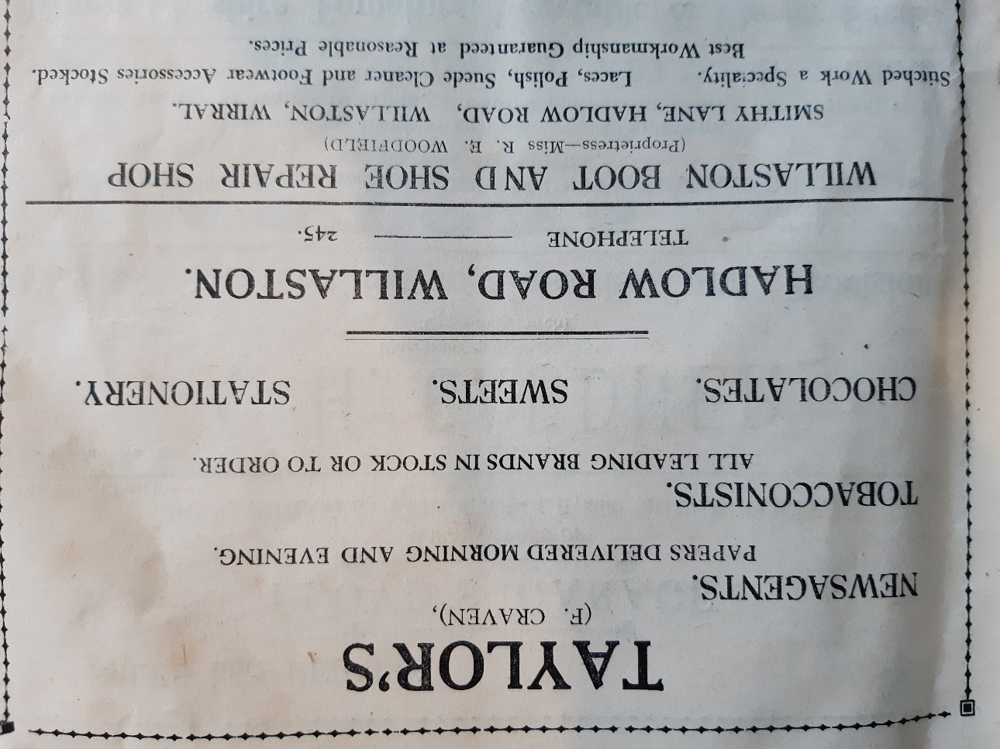 TAYLOR'S
(F. CRAVEN),
NEWSAGENTS.
PAPERS DELIVERED MORNING AND EVENING.
TOBACCONISTS.
ALL LEADING BRANDS IN STOCK OR TO ORDER.
CHOCOLATES. SWEETS. STATIONERY.
HADLOW ROAD, WILLASTON.
TELEPHONE ——— 245.
WILLASTON BOOT AND SHOE REPAIR SHOP
(Proprietress—Miss R. E. WOODFIELD)
SMITHY LANE, HADLOW ROAD, WILLASTON, WIRRAL.
Stitched Work a Speciality. Laces, Polish, Suede Cleaner and Footwear Accessories Stocked.
Best Workmanship Guaranteed at Reasonable Prices.